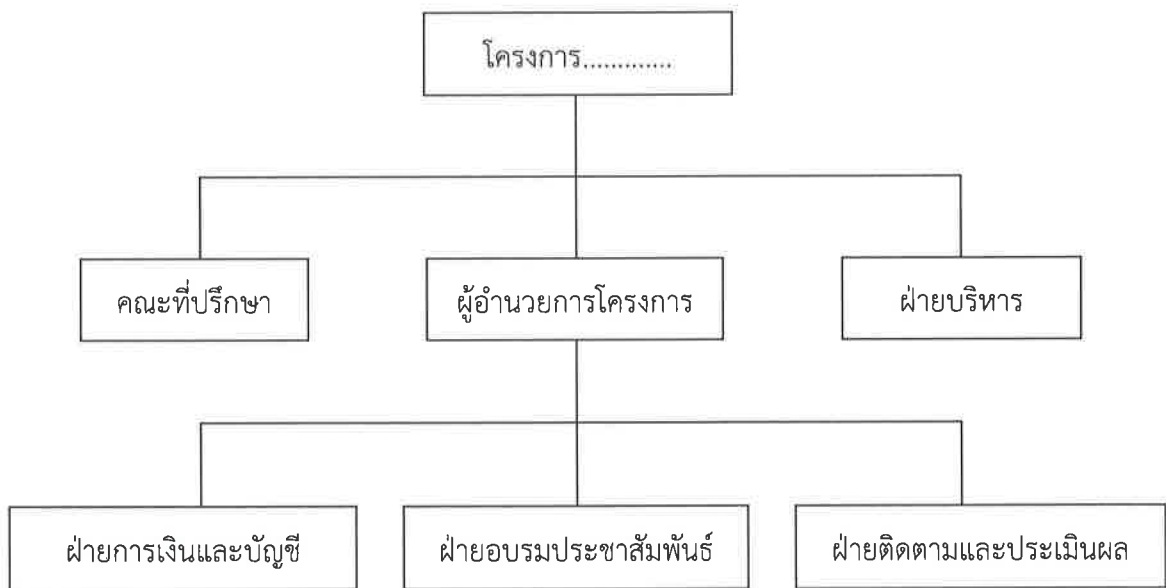 โครงการ.............
คณะที่ปรึกษา
ผู้อำนวยการโครงการ
ฝ่ายบริหาร
ฝ่ายการเงินและบัญชี
ฝ่ายอบรมประชาสัมพันธ์
ฝ่ายติดตามและประเมินผล